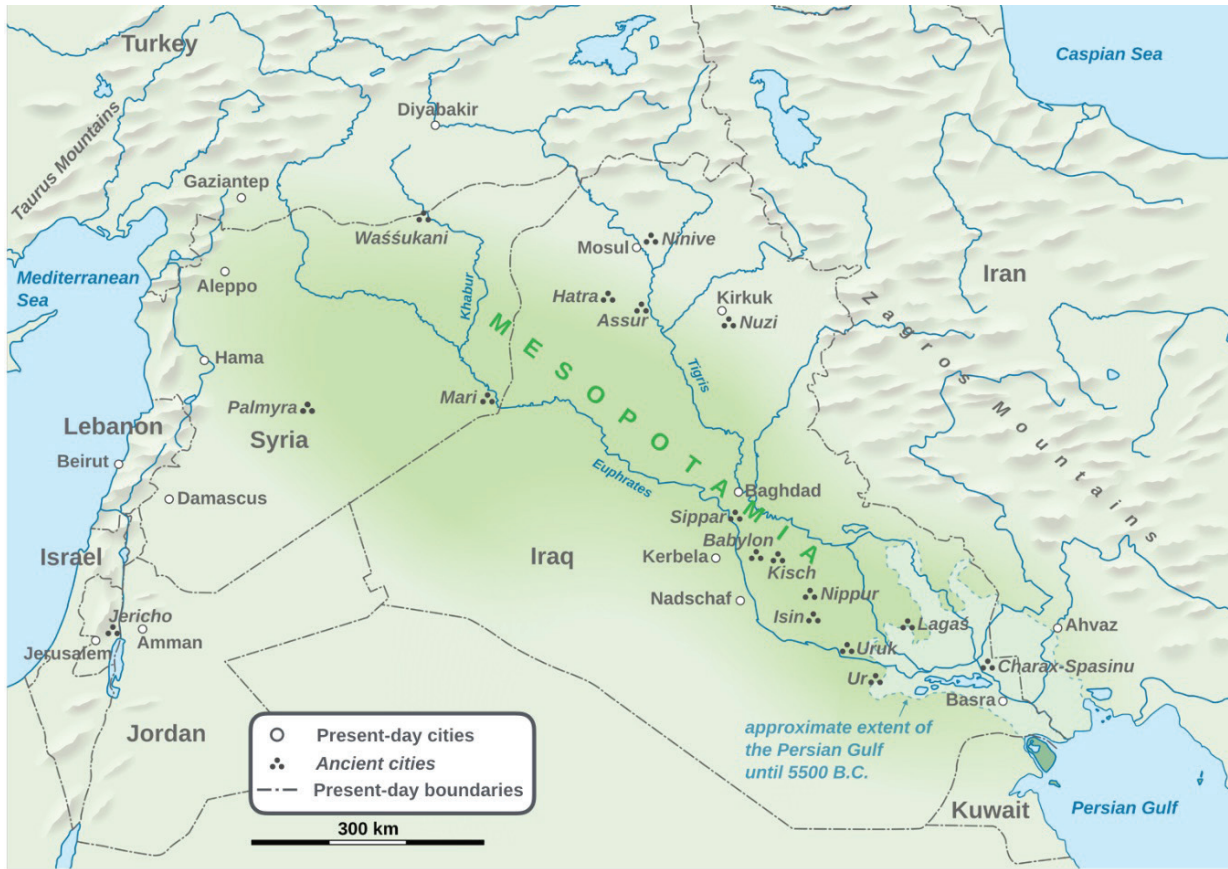 Turkey
Caspian Sea
Taurus Mountains
Diyabakir
Gaziantep
Waśśukani
Mosul
Ninive
Mediterranean
Sea
Aleppo
Khabur
Hatra
Assur
Kirkuk
Nuzi
Iran
Zagros Mountains
MESOPOTAMIA
Hama
Tigris
Palmyra
Mari
Lebanon
Syria
Beirut
Euphrates
Damascus
Baghdad
Sippar
Israel
Iraq
Babylon
Kerbela
Kisch
Nadschaf
Nippur
Isin
Jericho
Lagaś
Ahvaz
Amman
Jerusalem
Uruk
Charax-Spasinu
Ur
Basra
Jordan
approximate extent of
the Persian Gulf
until 5500 B.C.
Present-day cities
Ancient cities
Present-day boundaries
300 km
Kuwait
Persian Gulf